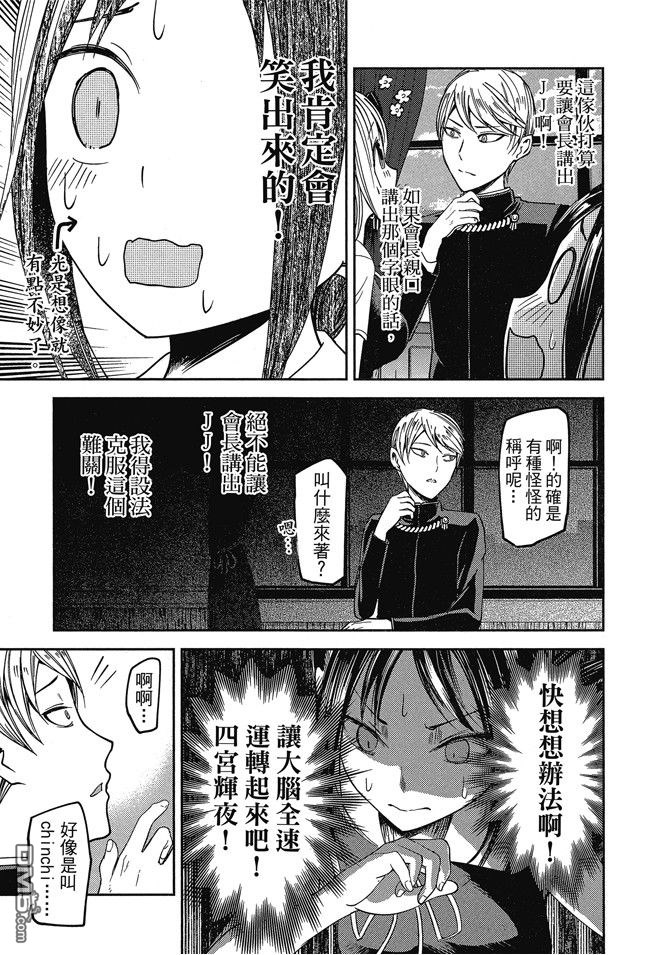 這傢伙打算
要讓會長講出
JJ啊！
如果會長親口
講出那個字眼的話，
我肯定會
笑出來的！
光是想像就
有點不妙了。
啊！的確是
有種怪怪的
稱呼呢…
叫什麼來著？
嗯…
絕不能讓
會長講出
JJ！
我得設法
克服這個
難關！
快想想辦法啊！
讓大腦全速
運轉起來吧！
四宮輝夜！
啊啊…
好像是叫
chinchi……
DM5